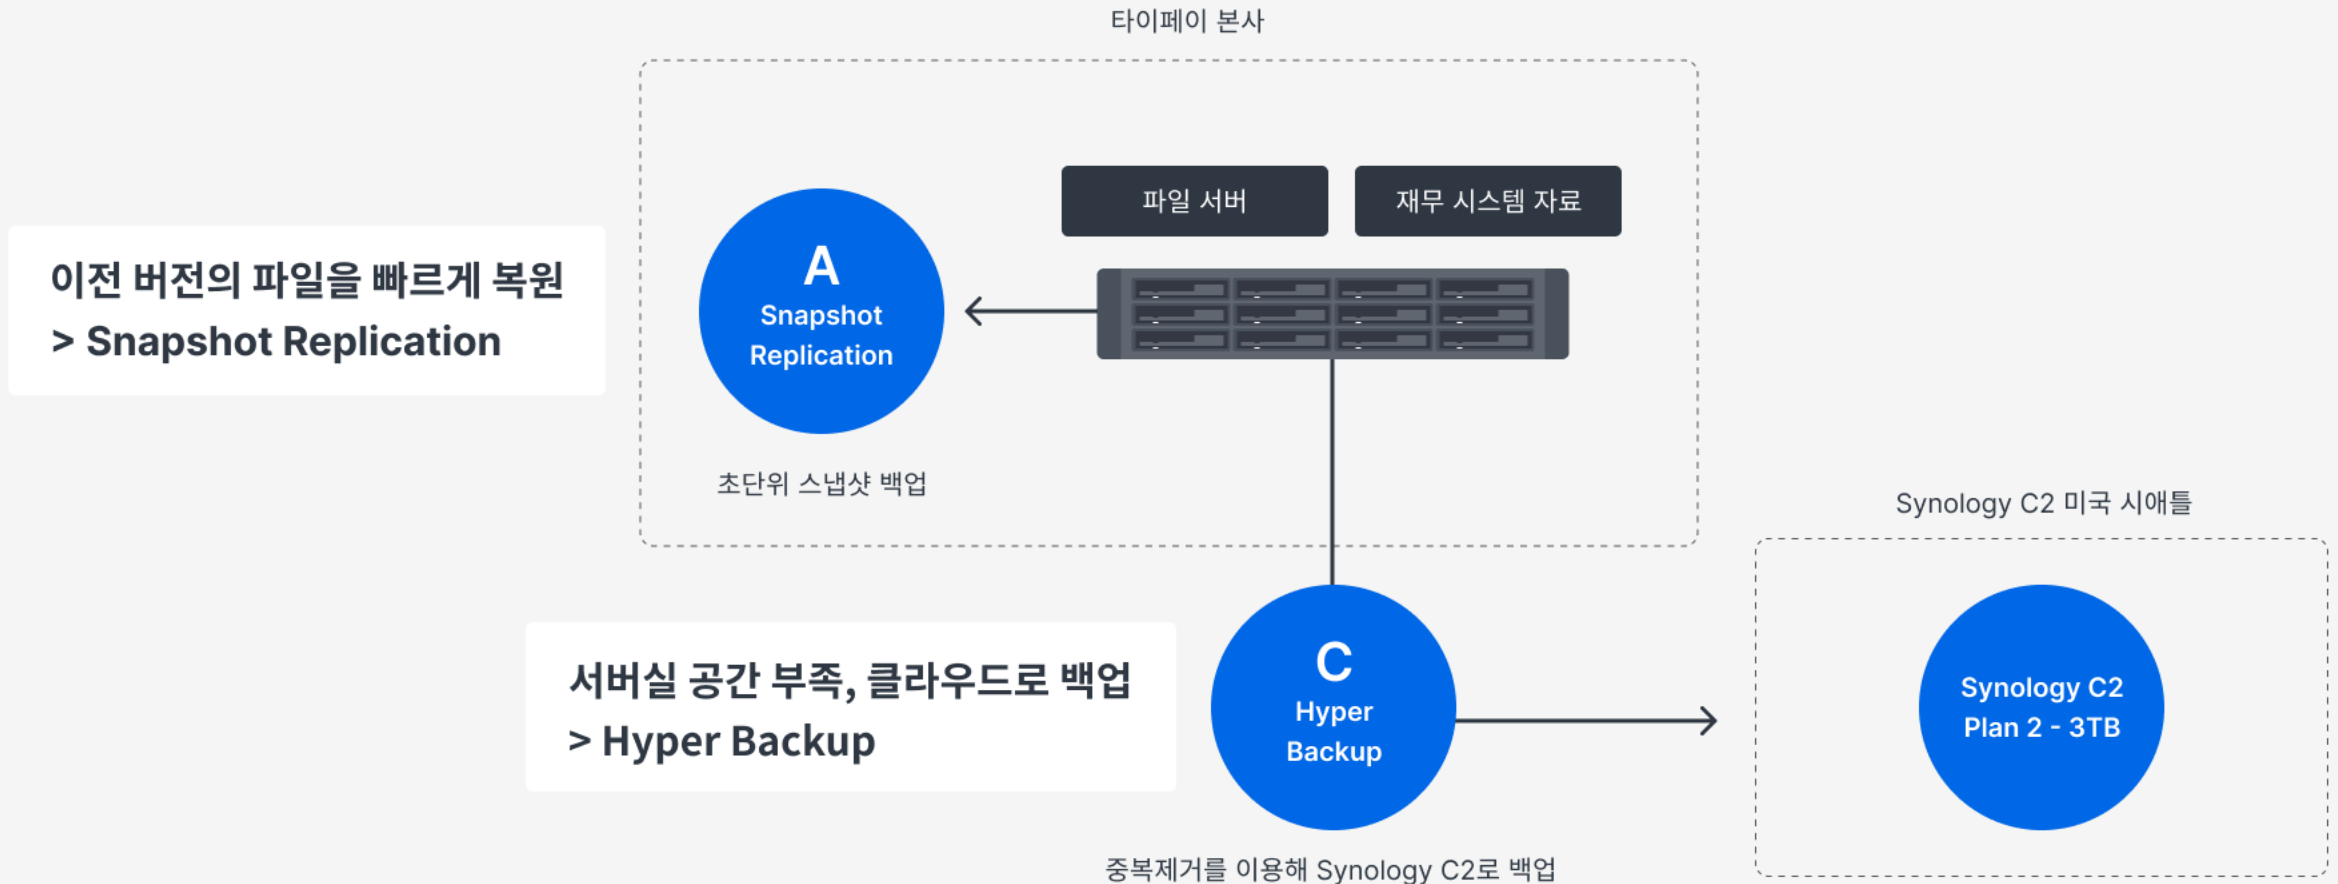 타이페이 본사
파일 서버
재무 시스템 자료
이전 버전의 파일을 빠르게 복원
> Snapshot Replication
A
Snapshot
Replication
초단위 스냅샷 백업
Synology C2 미국 시애틀
서버실 공간 부족, 클라우드로 백업
> Hyper Backup
C
Hyper
Backup
Synology C2
Plan 2 - 3TB
중복제거를 이용해 Synology C2로 백업